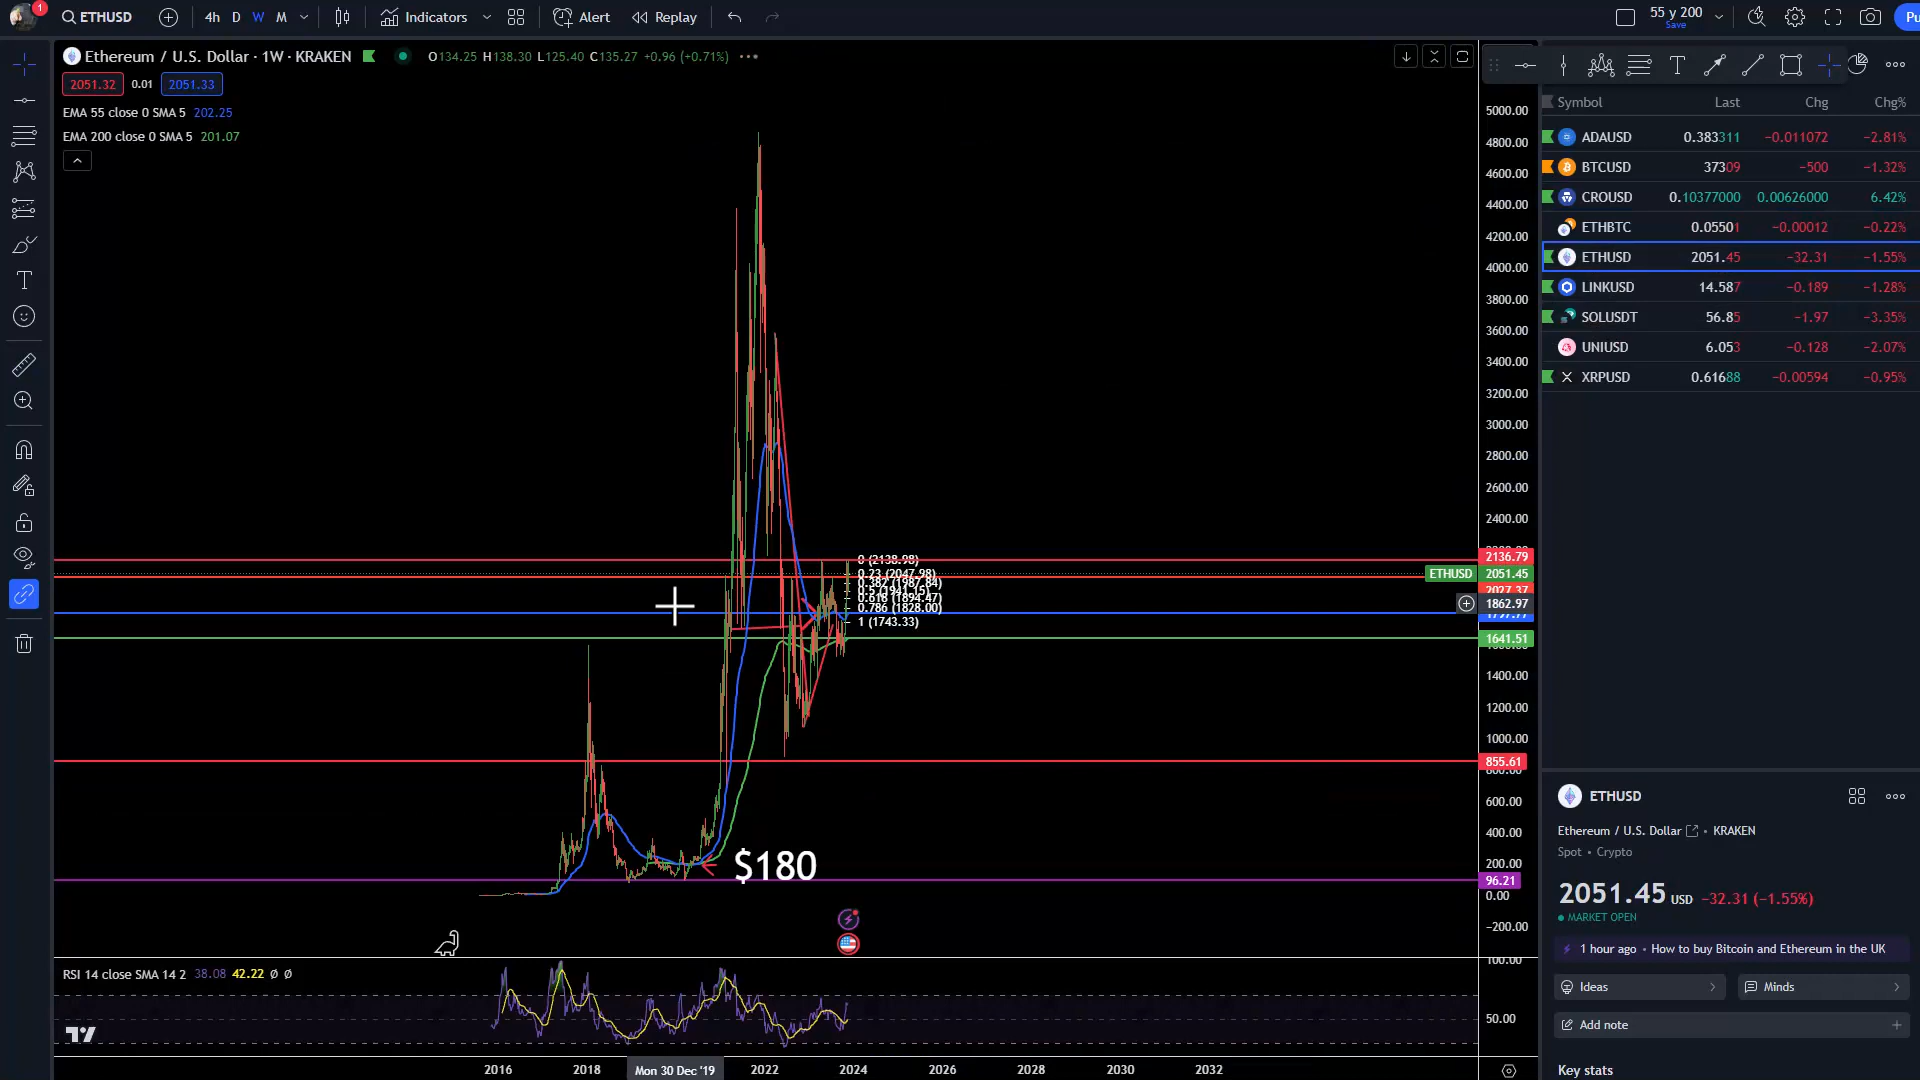 1
ETHUSD 4h D W M Indicators Alert Replay 55 y 200 Save Pu
Ethereum / U.S. Dollar · 1W · KRAKEN O134.25 H138.30 L125.40 C135.27 +0.96 (+0.71%)
2051.32 0.01 2051.33
EMA 55 close 0 SMA 5 202.25
EMA 200 close 0 SMA 5 201.07
5000.00
4800.00
4600.00
4400.00
4200.00
4000.00
3800.00
3600.00
3400.00
3200.00
3000.00
2800.00
2600.00
2400.00
2136.79
ETHUSD 2051.45
2027.37
1862.97
1641.51
1400.00
1200.00
1000.00
855.61
600.00
400.00
200.00
96.21
0.00
−200.00
0 (2138.98)
0.23 (2047.98)
0.382 (1987.84)
0.5 (1941.15)
0.618 (1894.47)
0.786 (1828.00)
1 (1743.33)
$180
RSI 14 close SMA 14 2 38.08 42.22 Ø Ø
100.00
50.00
2016 2018 Mon 30 Dec '19 2022 2024 2026 2028 2030 2032
Symbol Last Chg Chg%
ADAUSD 0.383311 −0.011072 −2.81%
BTCUSD 37309 −500 −1.32%
CROUSD 0.10377000 0.00626000 6.42%
ETHBTC 0.05501 −0.00012 −0.22%
ETHUSD 2051.45 −32.31 −1.55%
LINKUSD 14.587 −0.189 −1.28%
SOLUSDT 56.85 −1.97 −3.35%
UNIUSD 6.053 −0.128 −2.07%
XRPUSD 0.61688 −0.00594 −0.95%
ETHUSD
Ethereum / U.S. Dollar • KRAKEN
Spot • Crypto
2051.45 USD −32.31 (−1.55%)
MARKET OPEN
1 hour ago • How to buy Bitcoin and Ethereum in the UK
Ideas Minds
Add note
Key stats